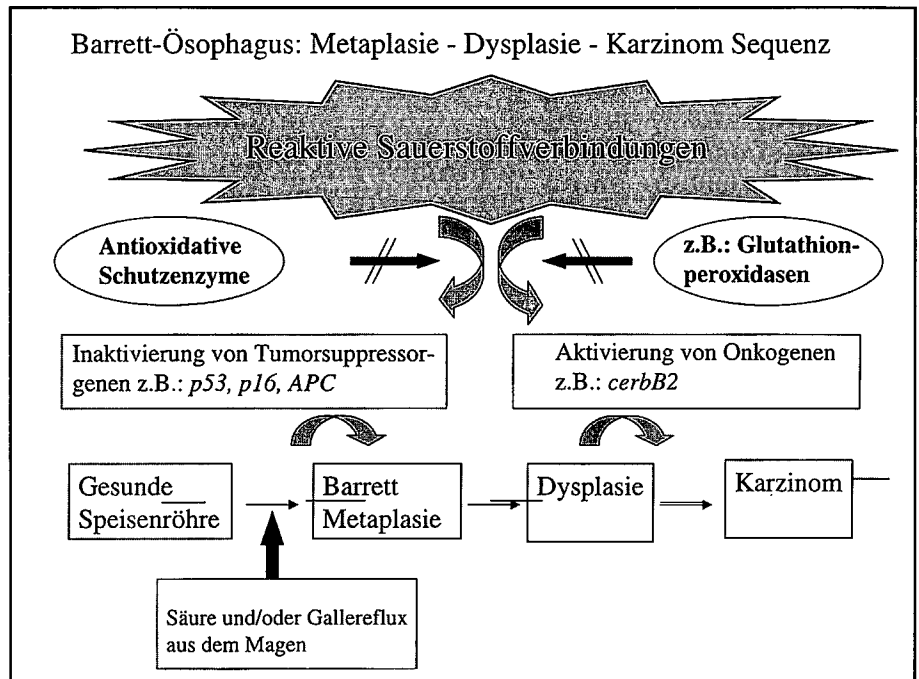 Barrett-Ösophagus: Metaplasie - Dysplasie - Karzinom Sequenz
Reaktive Sauerstoffverbindungen
Antioxidative
Schutzenzyme
z.B.: Glutathion-
peroxidasen
Inaktivierung von Tumorsuppressor-
genen z.B.: p53, p16, APC
Aktivierung von Onkogenen
z.B.: cerbB2
Gesunde
Speisenröhre
Barrett
Metaplasie
Dysplasie
Karzinom
Säure und/oder Gallereflux
aus dem Magen